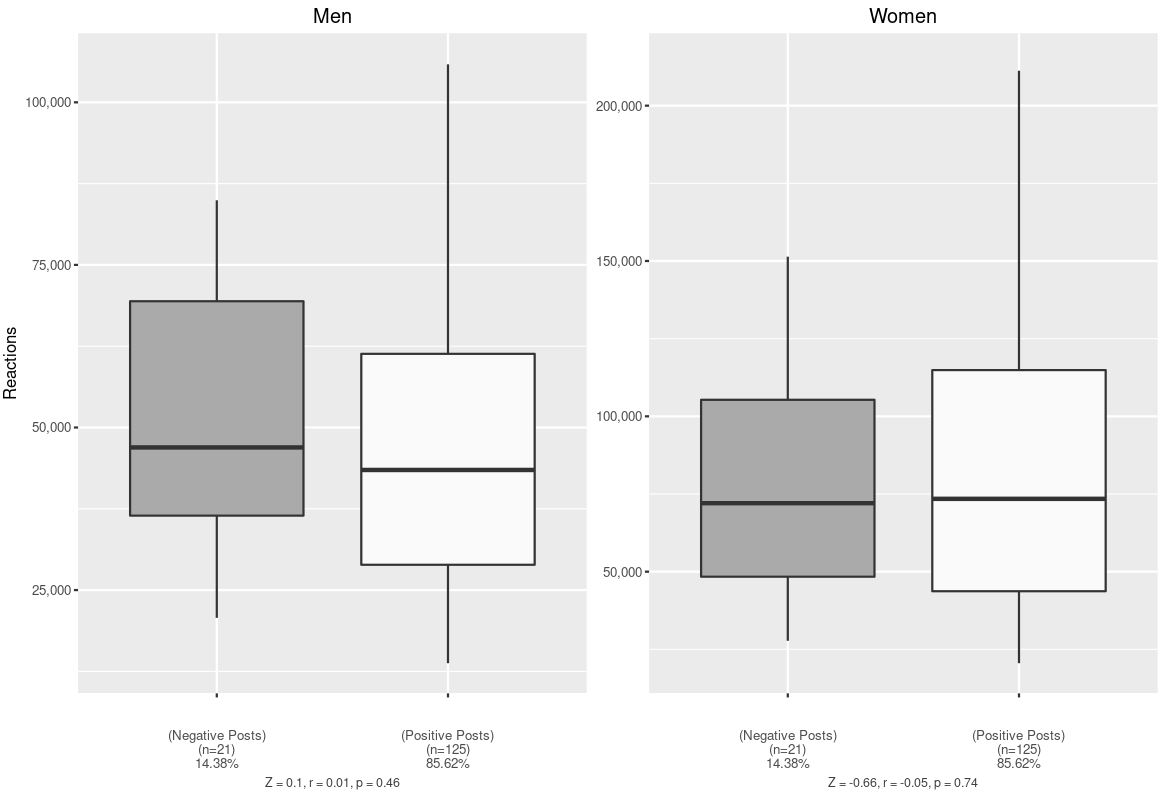 Men
Women
Reactions
100,000
75,000
50,000
25,000
200,000
150,000
100,000
50,000
(Negative Posts)
(n=21)
14.38%
(Positive Posts)
(n=125)
85.62%
Z = 0.1, r = 0.01, p = 0.46
(Negative Posts)
(n=21)
14.38%
(Positive Posts)
(n=125)
85.62%
Z = -0.66, r = -0.05, p = 0.74